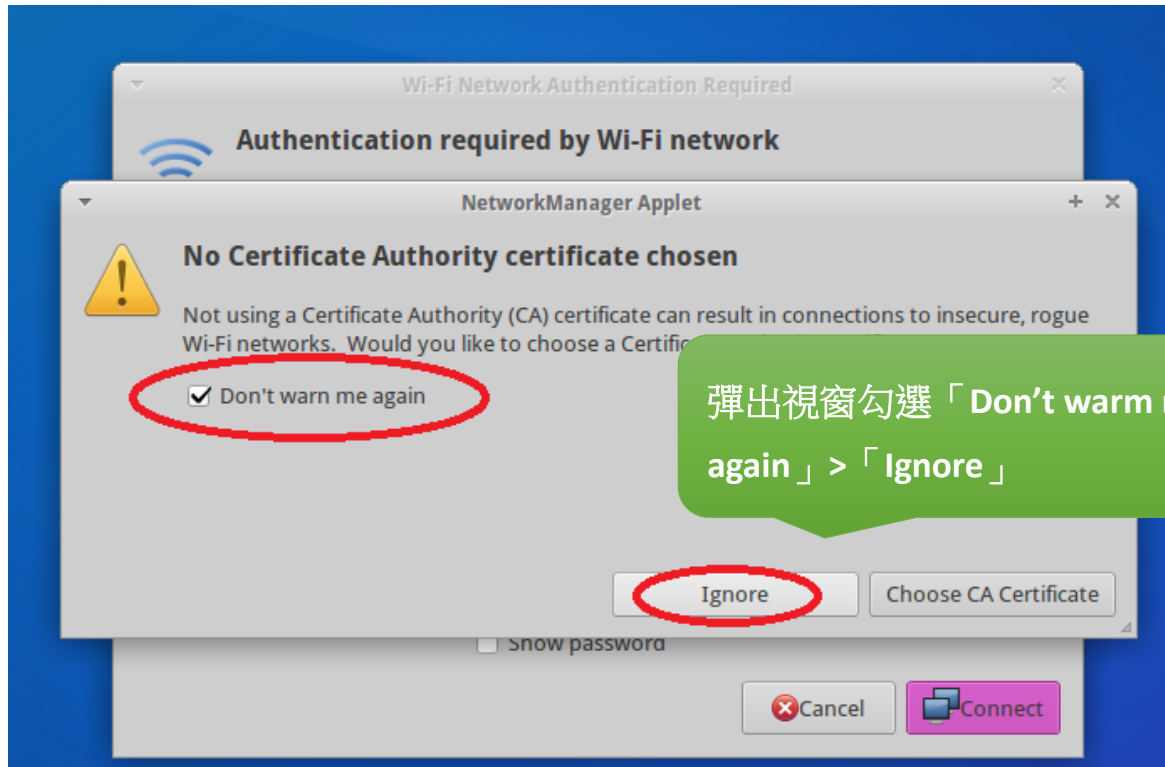 Wi-Fi Network Authentication Required
Authentication required by Wi-Fi network
NetworkManager Applet
No Certificate Authority certificate chosen
Not using a Certificate Authority (CA) certificate can result in connections to insecure, rogue
Wi-Fi networks. Would you like to choose a
Don't warn me again
彈出視窗勾選「Don’t warm
again」>「Ignore」
Ignore
Choose CA Certificate
Show password
Cancel
Connect